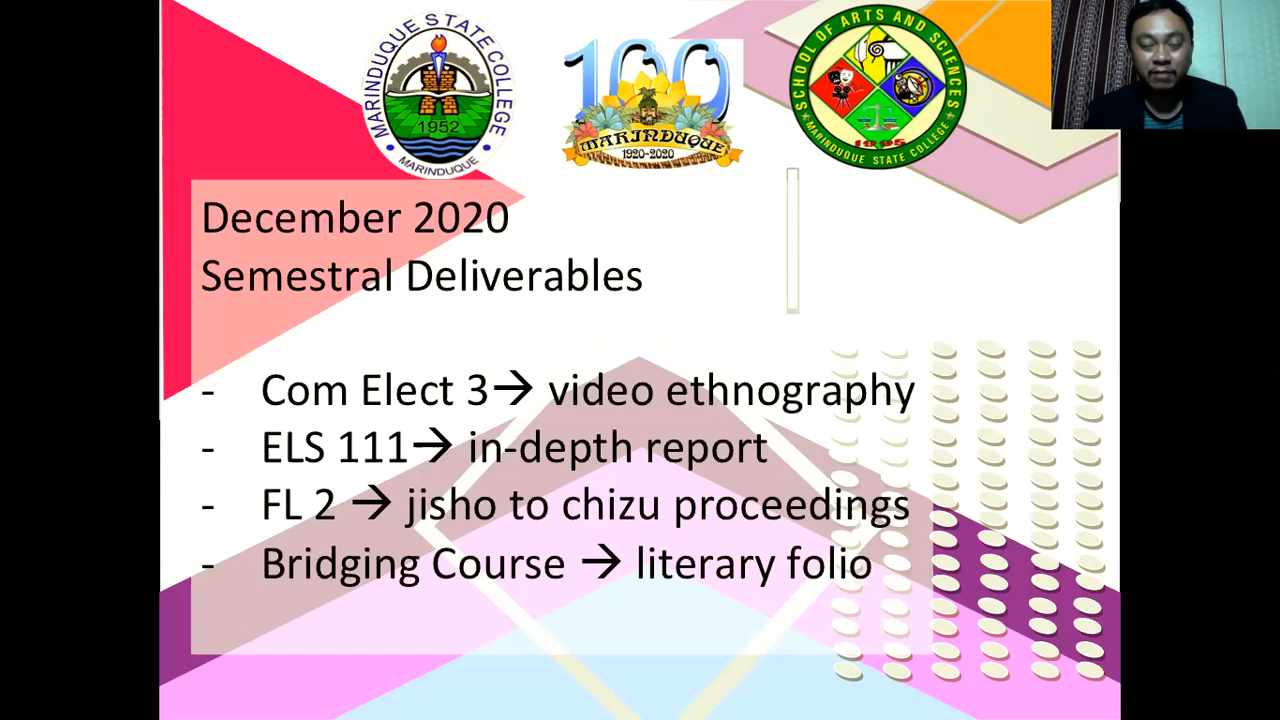 MARINDUQUE STATE COLLEGE
1952
MARINDUQUE
100
MARINDUQUE
1920-2020
SCHOOL OF ARTS AND SCIENCES
1995
MARINDUQUE STATE COLLEGE
December 2020
Semestral Deliverables
- Com Elect 3→ video ethnography
- ELS 111→ in-depth report
- FL 2 → jisho to chizu proceedings
- Bridging Course → literary folio